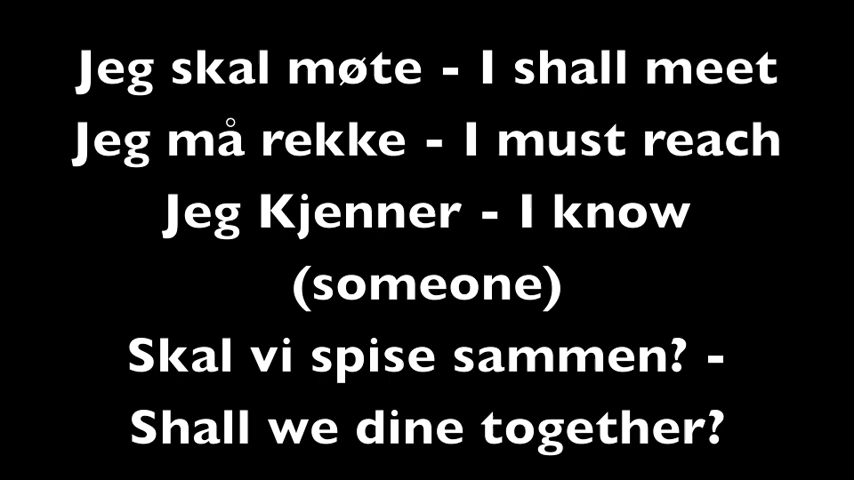 Jeg skal møte - I shall meet
Jeg må rekke - I must reach
Jeg Kjenner - I know
(someone)
Skal vi spise sammen? -
Shall we dine together?